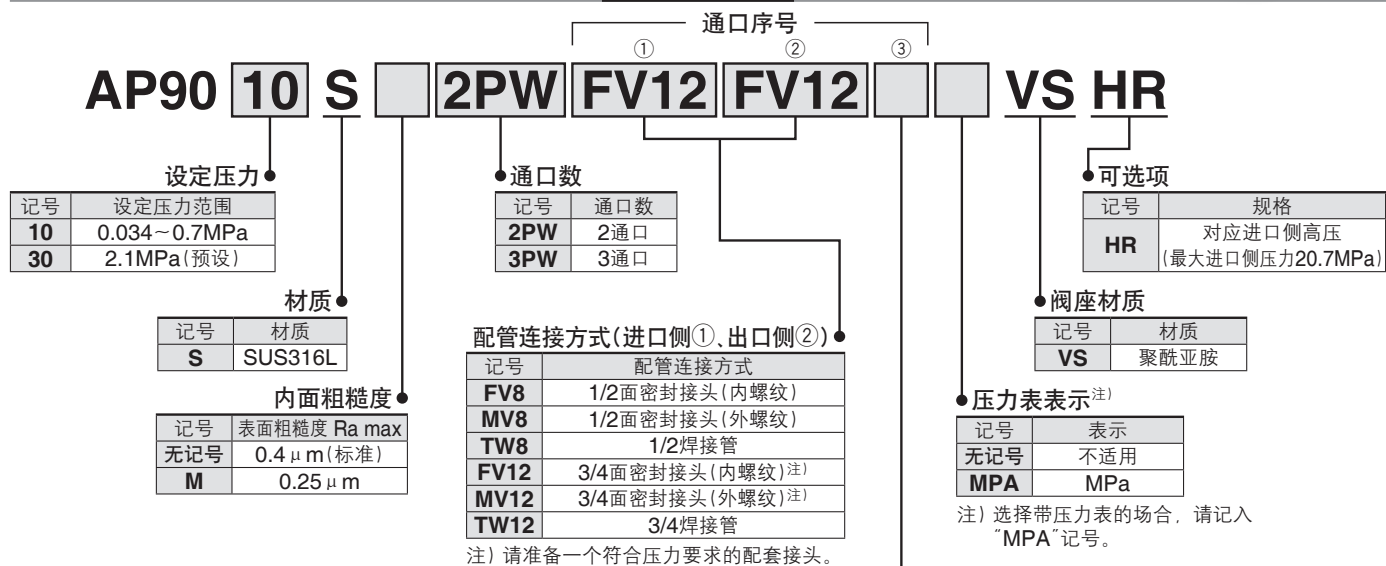 通口序号
① ② ③
AP90 10 S 2PW FV12 FV12 VS HR
设定压力
记号 设定压力范围
10 0.034~0.7MPa
30 2.1MPa(预设)
材质
记号 材质
S SUS316L
内面粗糙度
记号 表面粗糙度 Ra max
无记号 0.4μm(标准)
M 0.25μm
通口数
记号 通口数
2PW 2通口
3PW 3通口
配管连接方式(进口侧①、出口侧②)
记号 配管连接方式
FV8 1/2面密封接头(内螺纹)
MV8 1/2面密封接头(外螺纹)
TW8 1/2焊接管
FV12 3/4面密封接头(内螺纹)注)
MV12 3/4面密封接头(外螺纹)注)
TW12 3/4焊接管
注) 请准备一个符合压力要求的配套接头。
可选项
记号 规格
HR 对应进口侧高压
(最大进口侧压力20.7MPa)
阀座材质
记号 材质
VS 聚酰亚胺
压力表表示注)
记号 表示
无记号 不适用
MPA MPa
注) 选择带压力表的场合，请记入
"MPA"记号。